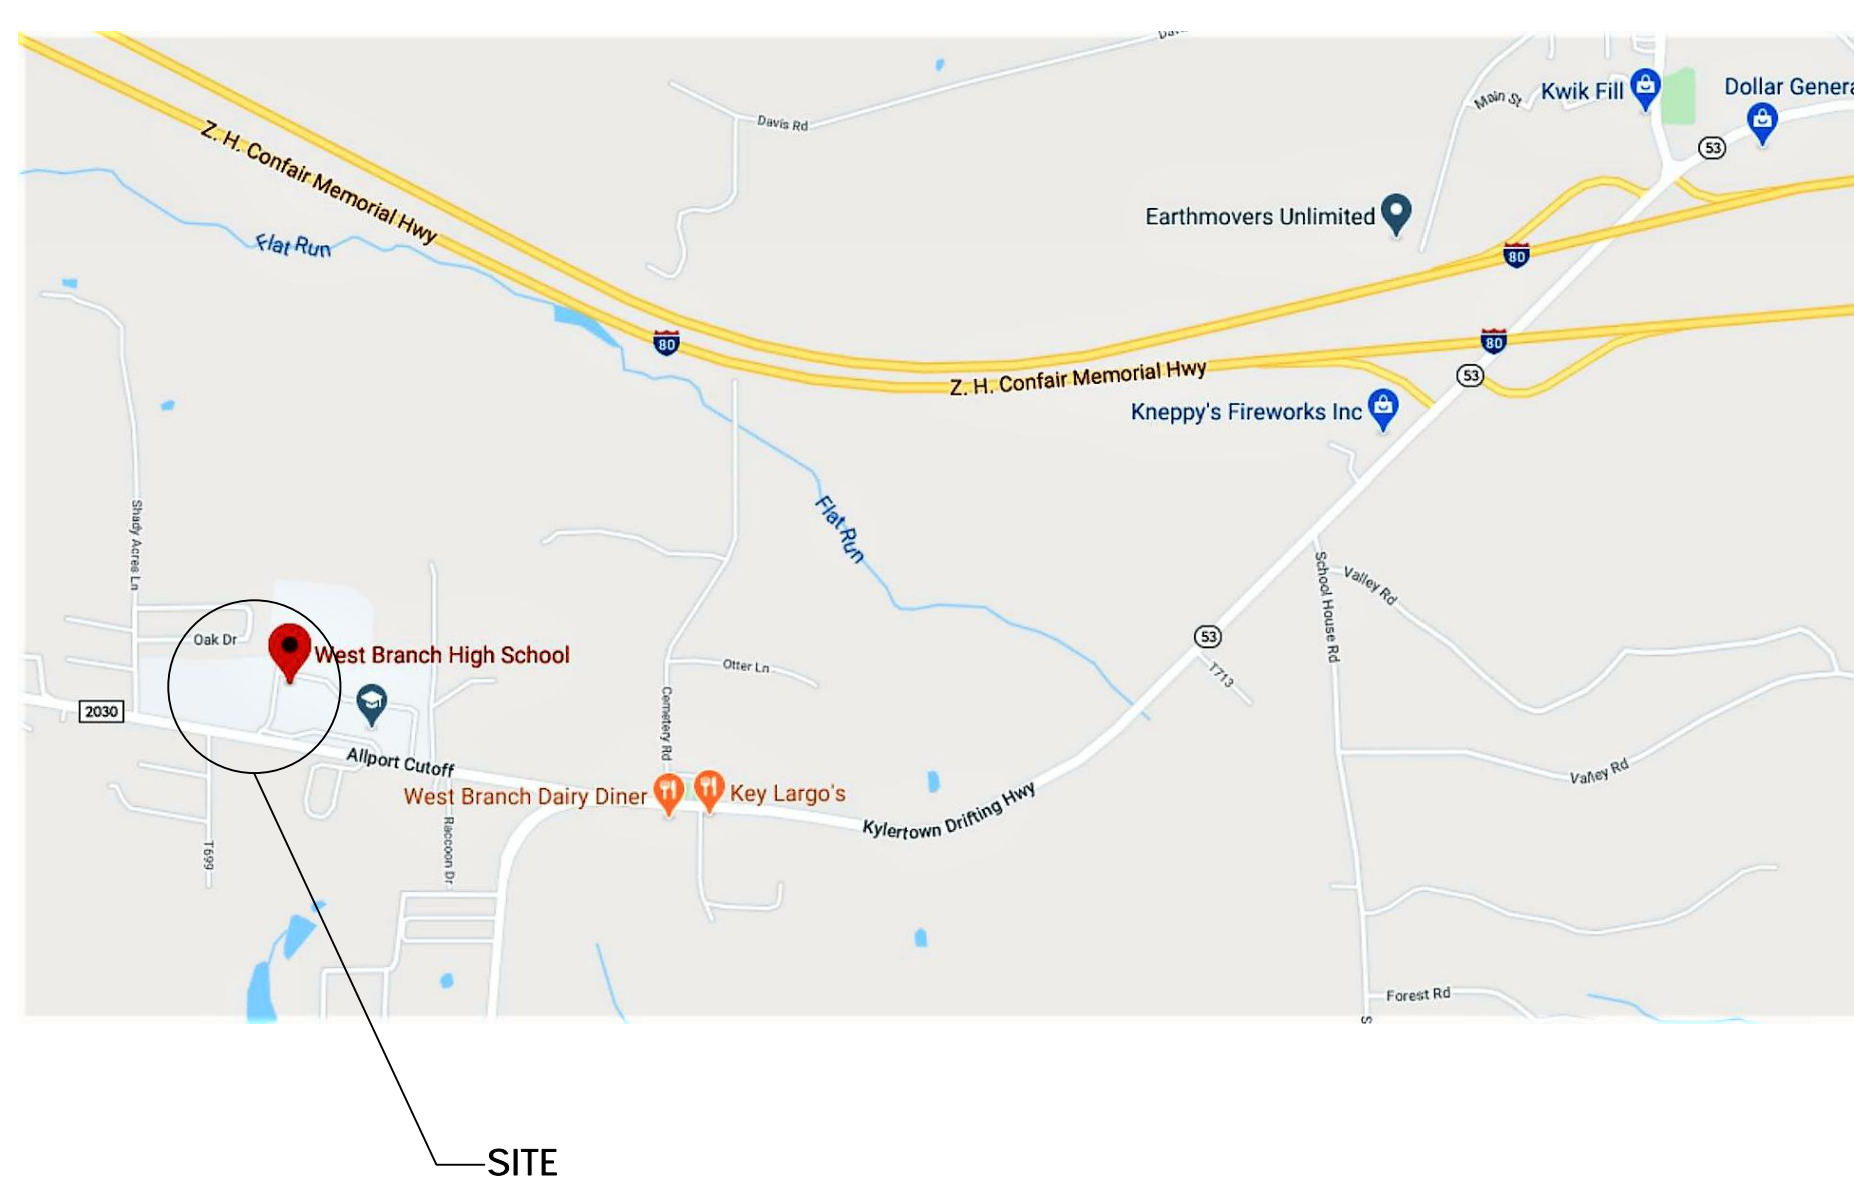 Kwik Fill
Dollar Genera
Main St
Davis Rd
53
Z. H. Confair Memorial Hwy
Earthmovers Unlimited
Flat Run
80
80
80
53
Z. H. Confair Memorial Hwy
Kneppy's Fireworks Inc
Shady Acres Ln
Flat Run
School House Rd
Valley Rd
Oak Dr
53
West Branch High School
Otter Ln
T713
2030
Cemetery Rd
Allport Cutoff
Valley Rd
West Branch Dairy Diner
Key Largo's
Kylertown Drifting Hwy
T699
Raccoon Dr
Forest Rd
S
SITE